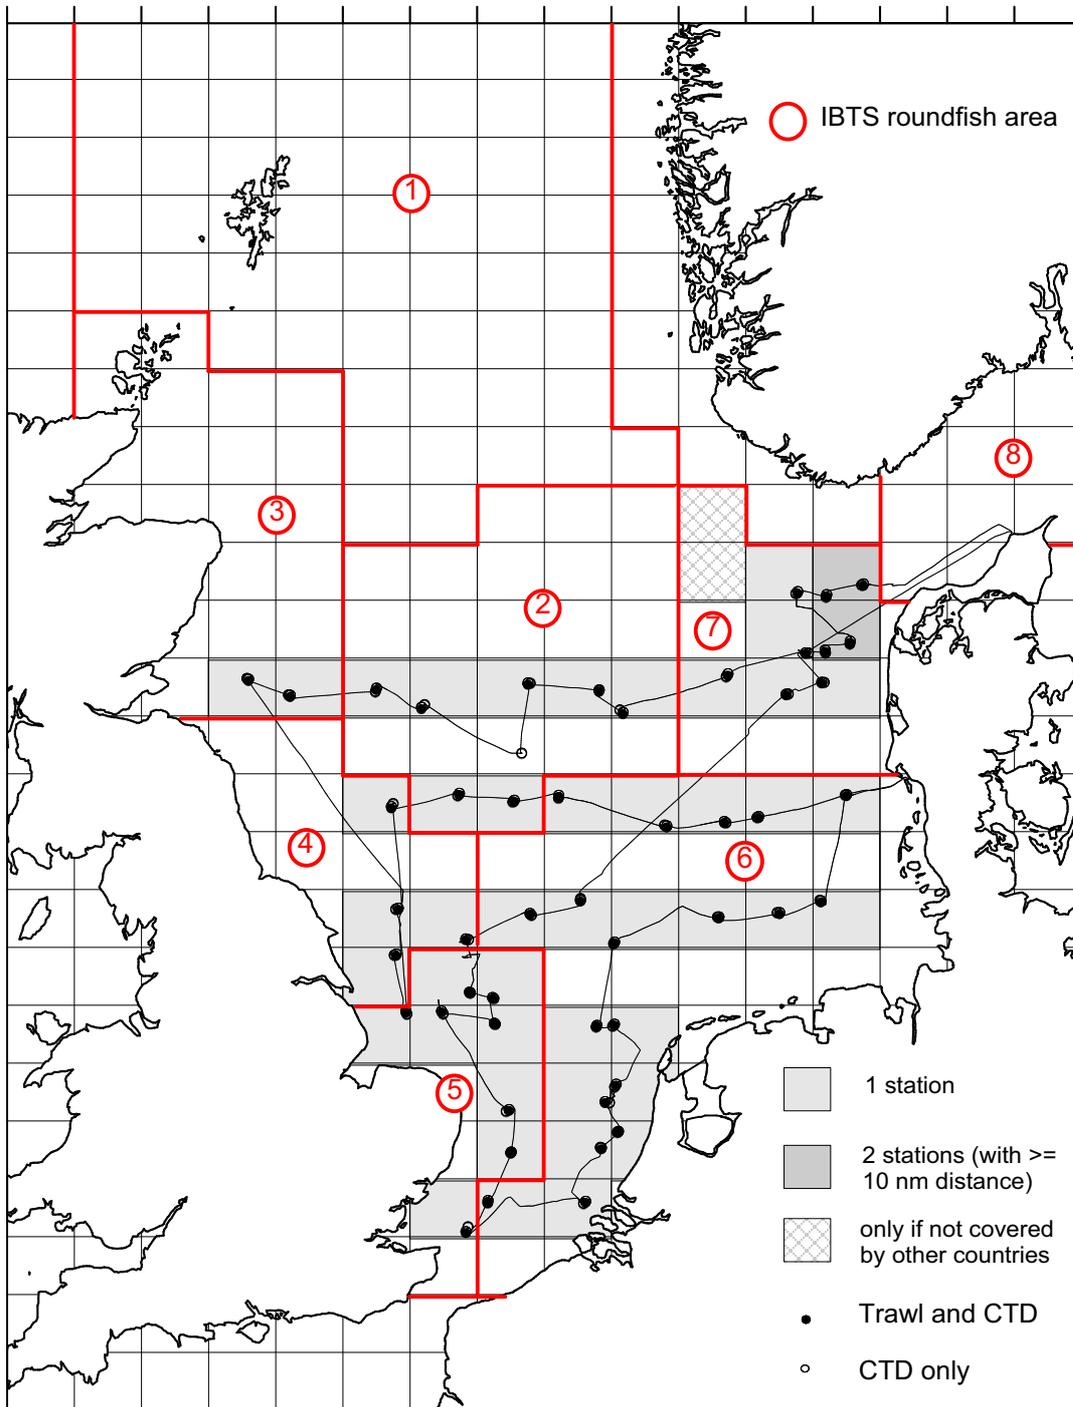 IBTS roundfish area
1
8
3
2
7
4
6
5
1 station
2 stations (with >=
10 nm distance)
only if not covered
by other countries
Trawl and CTD
CTD only